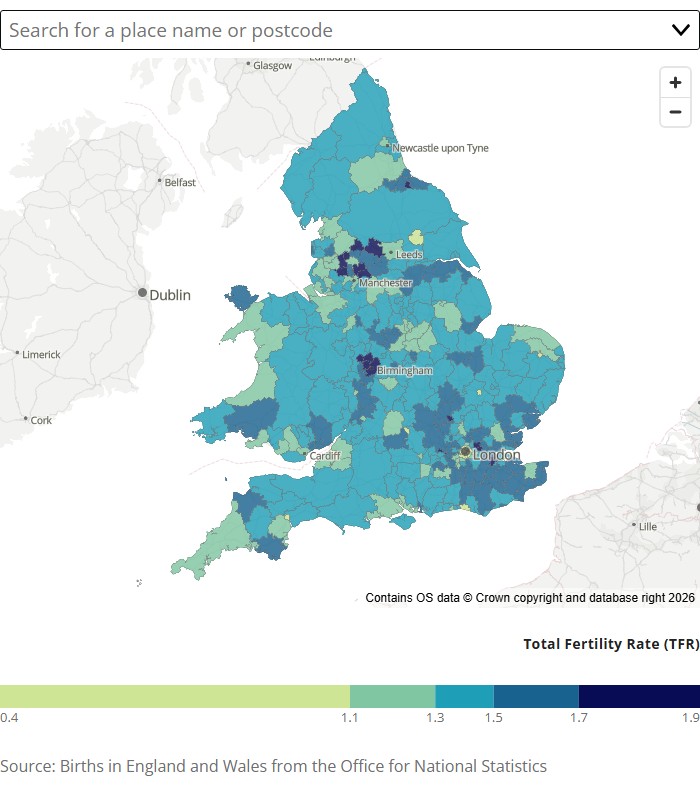 Search for a place name or postcode
Edinburgh
Glasgow
+
−
Newcastle upon Tyne
Belfast
Leeds
Manchester
Dublin
Limerick
Birmingham
Cork
Cardiff
London
Lille
Contains OS data © Crown copyright and database right 2026
Total Fertility Rate (TFR)
0.4 1.1 1.3 1.5 1.7 1.9
Source: Births in England and Wales from the Office for National Statistics